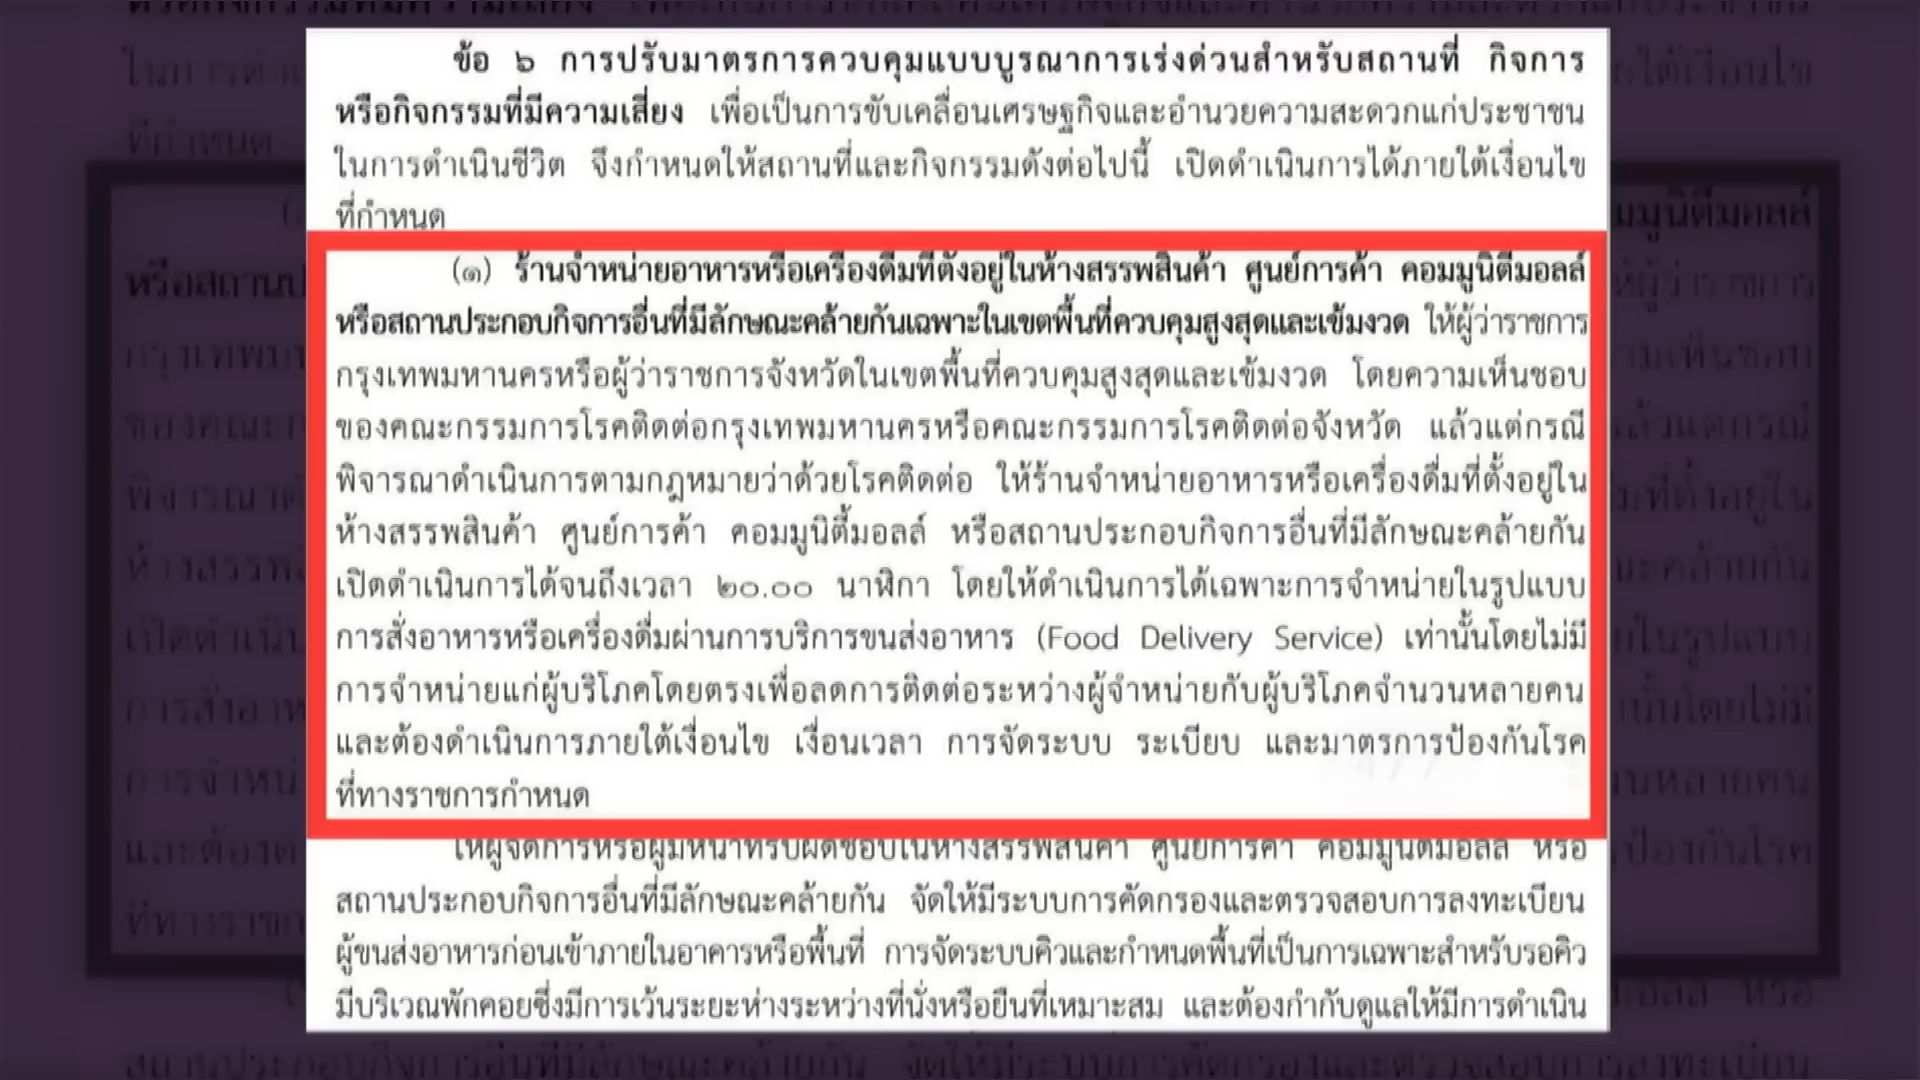 ข้อ ๖ การปรับมาตรการควบคุมแบบบูรณาการเร่งด่วนสำหรับสถานที่ กิจการ
หรือกิจกรรมที่มีความเสี่ยง เพื่อเป็นการขับเคลื่อนเศรษฐกิจและอำนวยความสะดวกแก่ประชาชน
ในการดำเนินชีวิต จึงกำหนดให้สถานที่และกิจกรรมดังต่อไปนี้ เปิดดำเนินการได้ภายใต้เงื่อนไข
ที่กำหนด
(๑) ร้านจำหน่ายอาหารหรือเครื่องดื่มที่ตั้งอยู่ในห้างสรรพสินค้า ศูนย์การค้า คอมมูนิตี้มอลล์
หรือสถานประกอบกิจการอื่นที่มีลักษณะคล้ายกันเฉพาะในเขตพื้นที่ควบคุมสูงสุดและเข้มงวด ให้ผู้ว่าราชการ
กรุงเทพมหานครหรือผู้ว่าราชการจังหวัดในเขตพื้นที่ควบคุมสูงสุดและเข้มงวด โดยความเห็นชอบ
ของคณะกรรมการโรคติดต่อกรุงเทพมหานครหรือคณะกรรมการโรคติดต่อจังหวัด แล้วแต่กรณี
พิจารณาดำเนินการตามกฎหมายว่าด้วยโรคติดต่อ ให้ร้านจำหน่ายอาหารหรือเครื่องดื่มที่ตั้งอยู่ใน
ห้างสรรพสินค้า ศูนย์การค้า คอมมูนิตี้มอลล์ หรือสถานประกอบกิจการอื่นที่มีลักษณะคล้ายกัน
เปิดดำเนินการได้จนถึงเวลา ๒๐.๐๐ นาฬิกา โดยให้ดำเนินการได้เฉพาะการจำหน่ายในรูปแบบ
การสั่งอาหารหรือเครื่องดื่มผ่านการบริการขนส่งอาหาร (Food Delivery Service) เท่านั้นโดยไม่มี
การจำหน่ายแก่ผู้บริโภคโดยตรงเพื่อลดการติดต่อระหว่างผู้จำหน่ายกับผู้บริโภคจำนวนหลายคน
และต้องดำเนินการภายใต้เงื่อนไข เงื่อนเวลา การจัดระบบ ระเบียบ และมาตรการป้องกันโรค
ที่ทางราชการกำหนด
ให้ผู้จัดการหรือผู้มีหน้าที่รับผิดชอบในห้างสรรพสินค้า ศูนย์การค้า คอมมูนิตี้มอลล์ หรือ
สถานประกอบกิจการอื่นที่มีลักษณะคล้ายกัน จัดให้มีระบบการคัดกรองและตรวจสอบการลงทะเบียน
ผู้ขนส่งอาหารก่อนเข้าภายในอาคารหรือพื้นที่ การจัดระบบคิวและกำหนดพื้นที่เป็นการเฉพาะสำหรับรอคิว
มีบริเวณพักคอยซึ่งมีการเว้นระยะห่างระหว่างที่นั่งหรือยืนที่เหมาะสม และต้องกำกับดูแลให้มีการดำเนิน